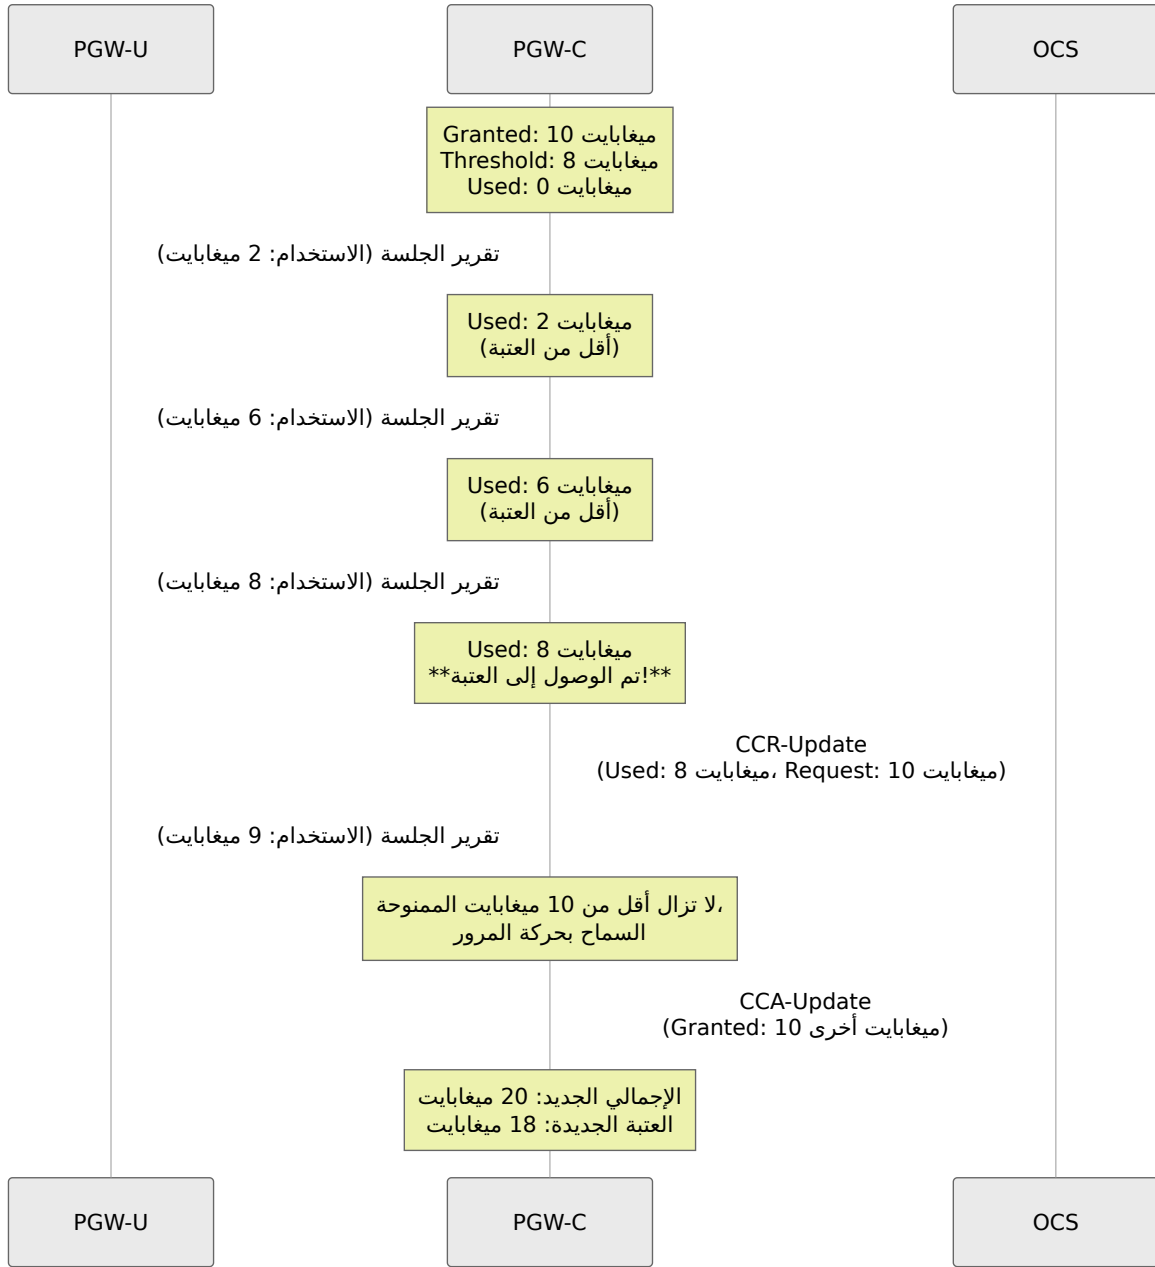 PGW-U
PGW-C
OCS
Granted: 10 ميغابايت
Threshold: 8 ميغابايت
Used: 0 ميغابايت
تقرير الجلسة (الاستخدام: 2 ميغابايت)
Used: 2 ميغابايت
(أقل من العتبة)
تقرير الجلسة (الاستخدام: 6 ميغابايت)
Used: 6 ميغابايت
(أقل من العتبة)
تقرير الجلسة (الاستخدام: 8 ميغابايت)
Used: 8 ميغابايت
**تم الوصول إلى العتبة!**
CCR-Update
(Used: 8 ميغابايت، Request: 10 ميغابايت)
تقرير الجلسة (الاستخدام: 9 ميغابايت)
لا تزال أقل من 10 ميغابايت الممنوحة،
السماح بحركة المرور
CCA-Update
(Granted: 10 ميغابايت أخرى)
الإجمالي الجديد: 20 ميغابايت
العتبة الجديدة: 18 ميغابايت
PGW-U
PGW-C
OCS